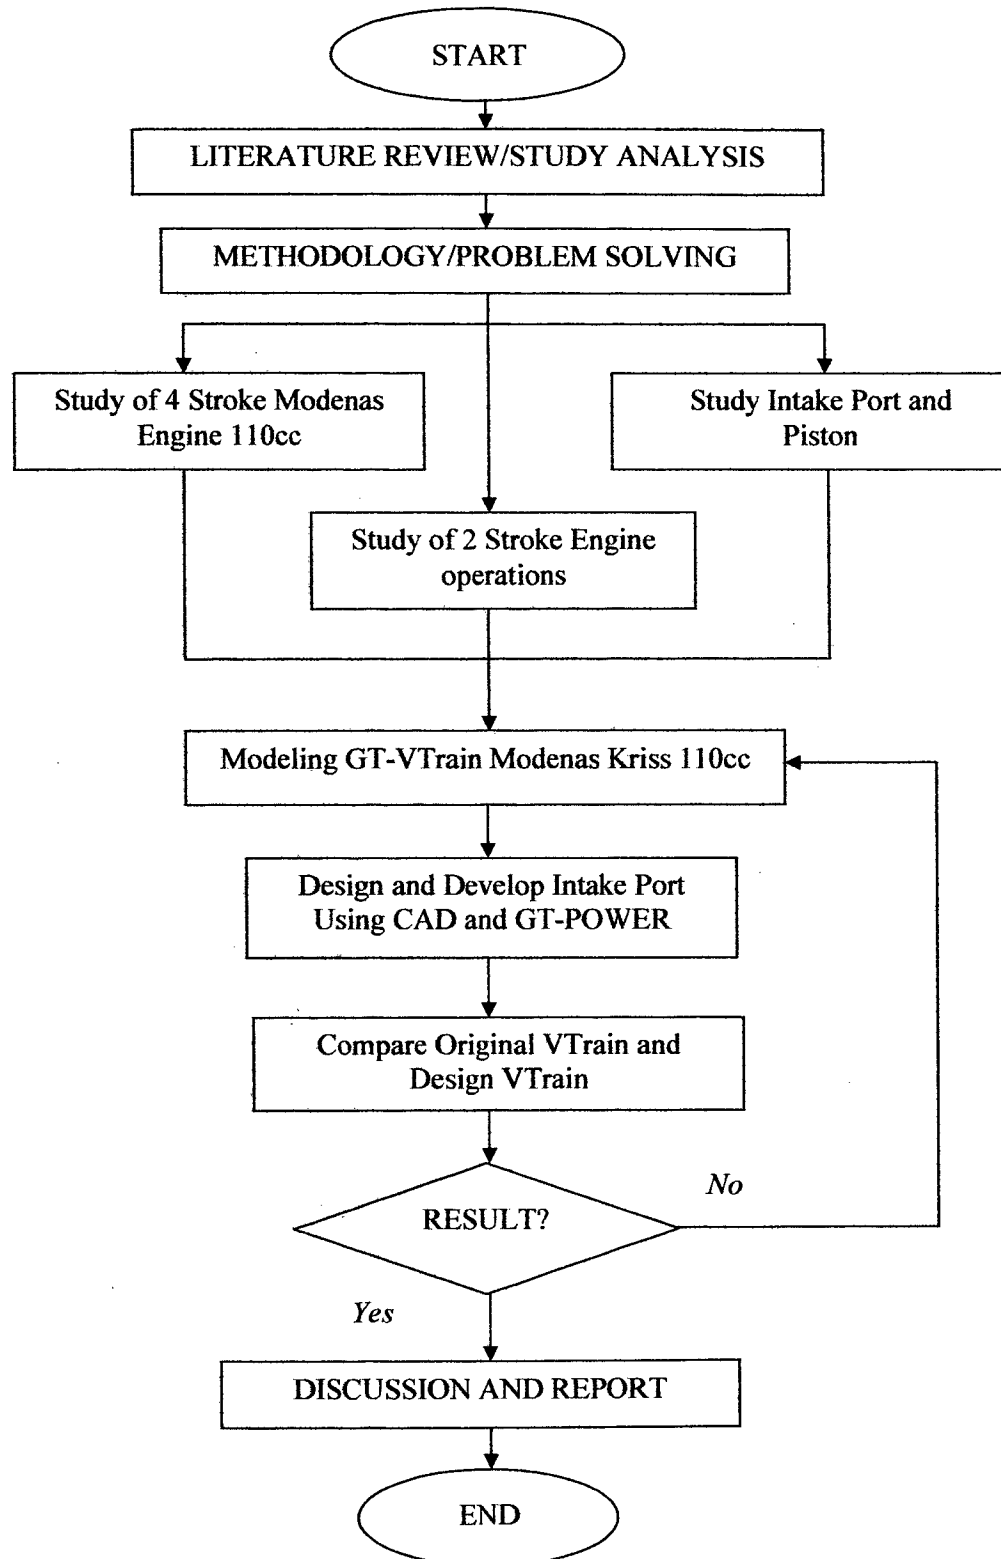 START
LITERATURE REVIEW/STUDY ANALYSIS
METHODOLOGY/PROBLEM SOLVING
Study of 4 Stroke Modenas
Engine 110cc
Study Intake Port and
Piston
Study of 2 Stroke Engine
operations
Modeling GT-VTrain Modenas Kriss 110cc
Design and Develop Intake Port
Using CAD and GT-POWER
Compare Original VTrain and
Design VTrain
RESULT?
No
Yes
DISCUSSION AND REPORT
END